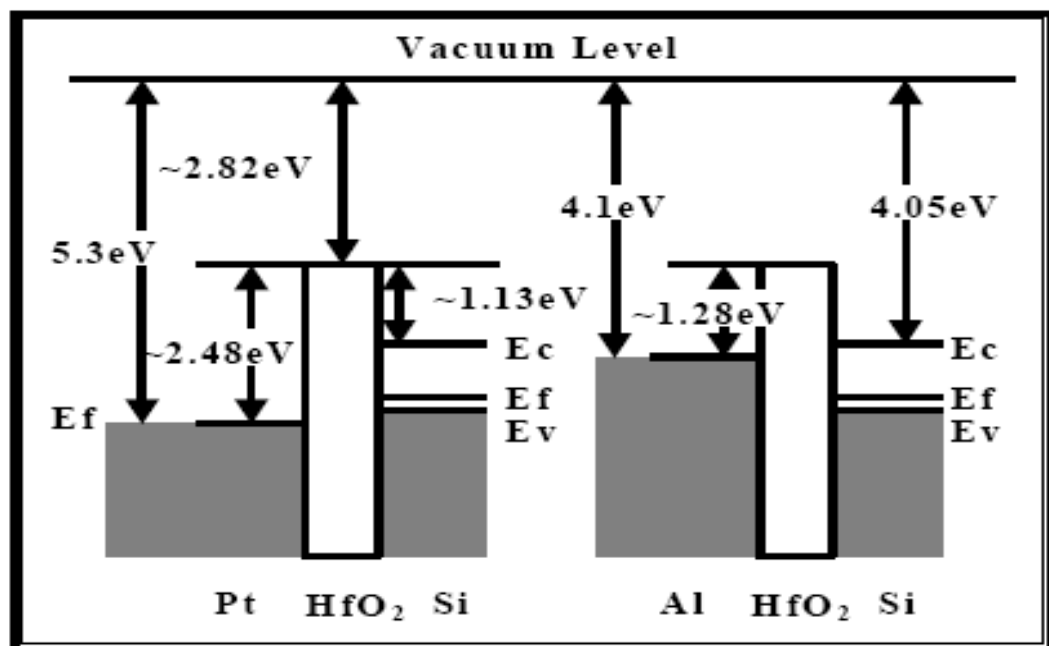 Vacuum Level
~2.82eV
4.1eV
4.05eV
5.3eV
~1.13eV
~1.28eV
~2.48eV
Ec
Ec
Ef
Ef
Ef
Ev
Ev
Pt HfO₂ Si
Al HfO₂ Si